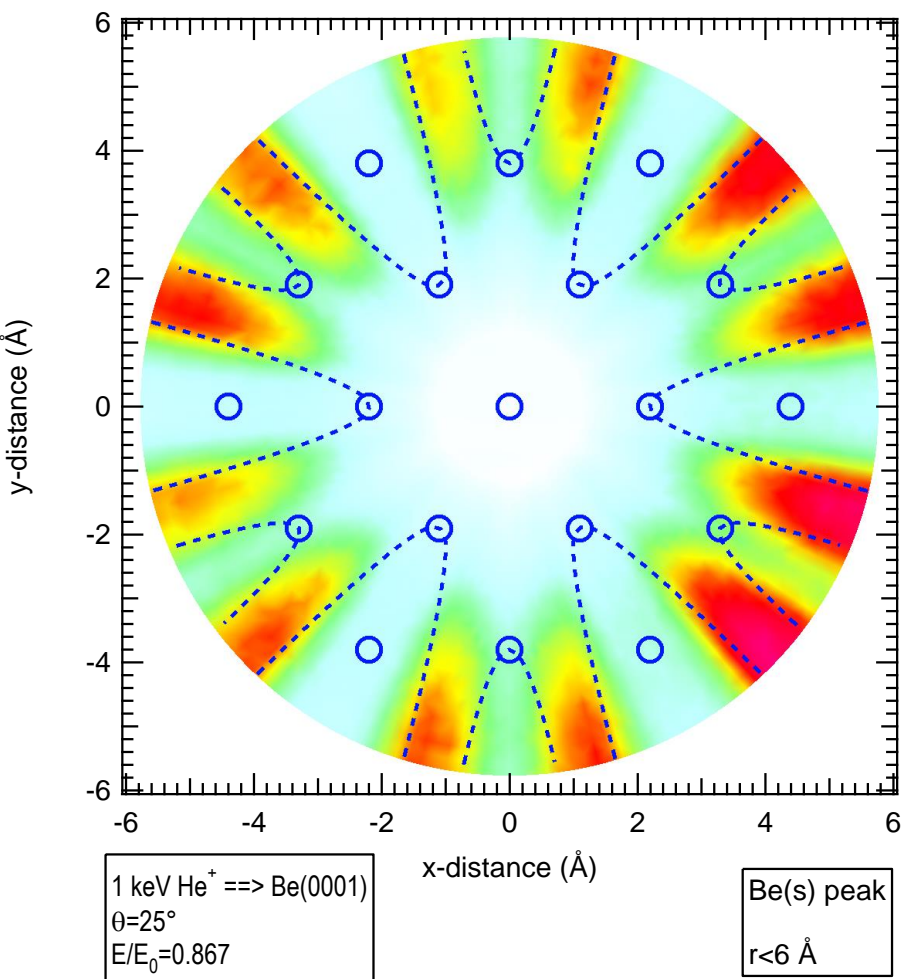 6
4
2
0
-2
-4
-6
y-distance (Å)
-6 -4 -2 0 2 4 6
x-distance (Å)
1 keV He+ ==> Be(0001)
θ=25°
E/E0=0.867
Be(s) peak
r<6 Å